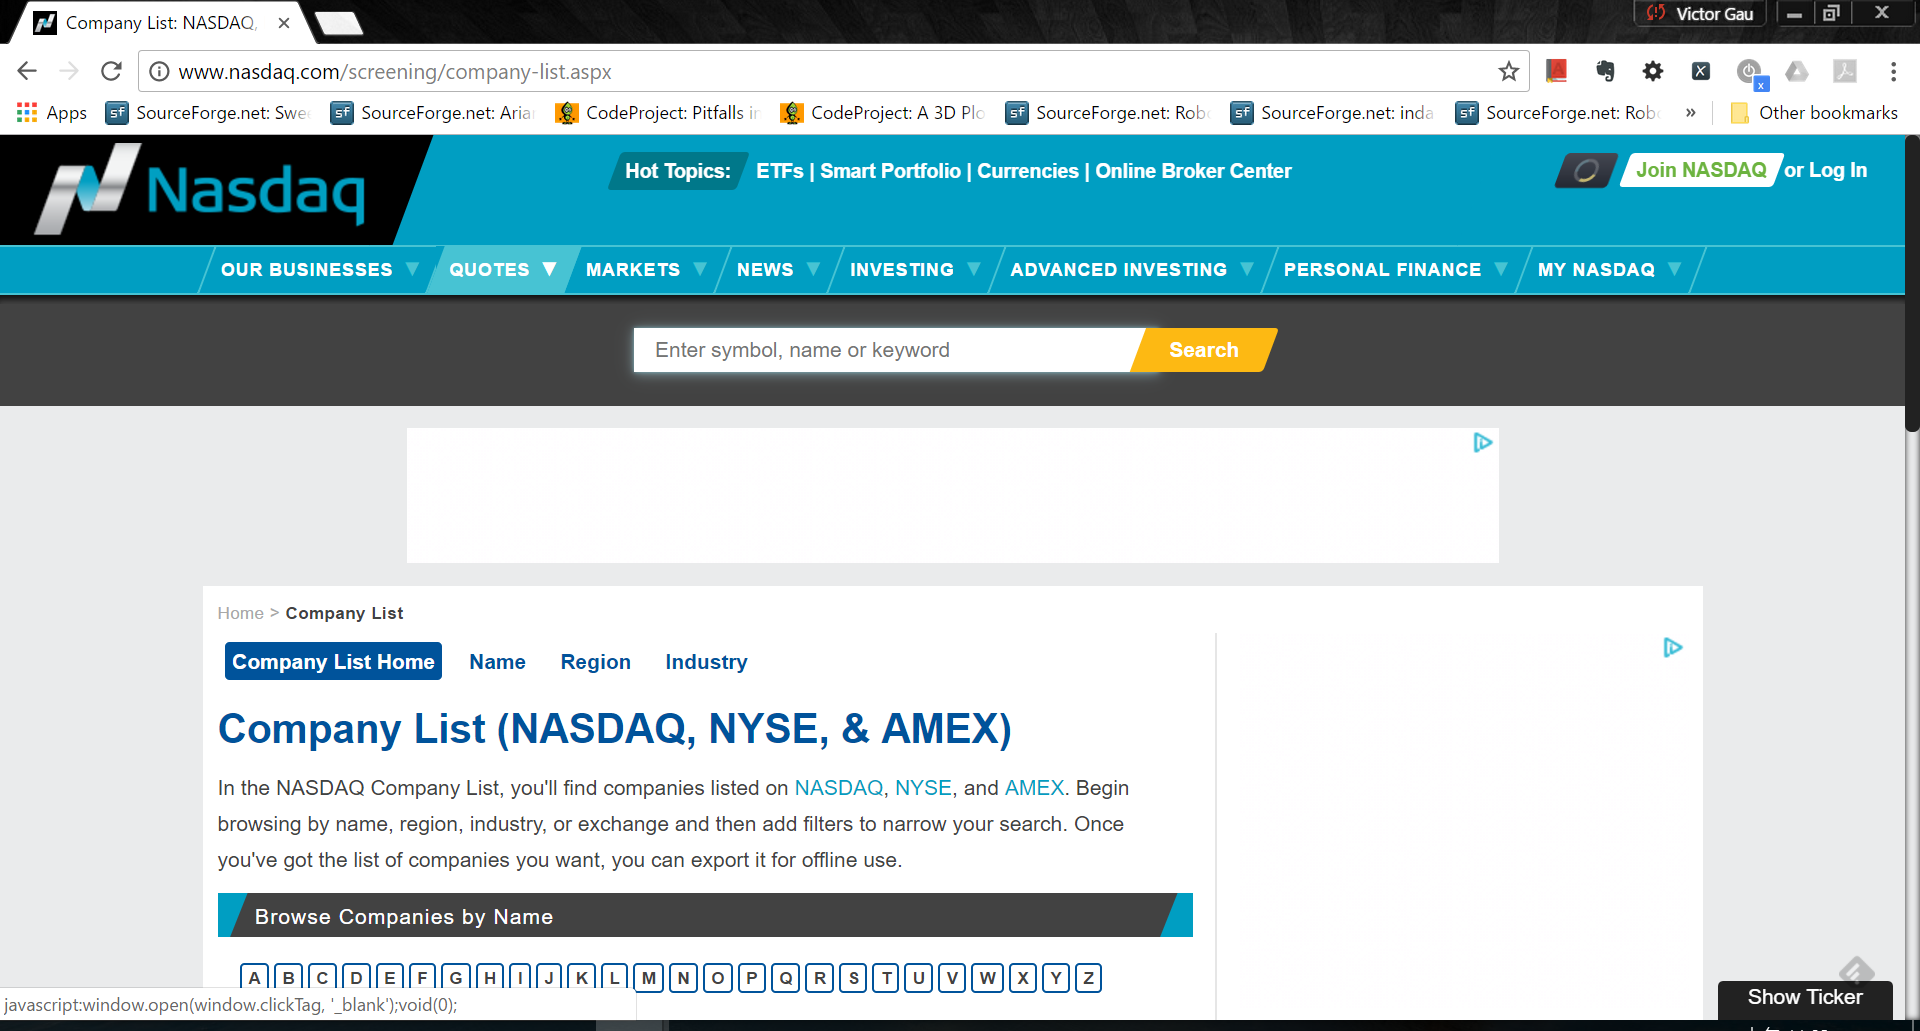 Company List: NASDAQ,
Victor Gau
www.nasdaq.com/screening/company-list.aspx
Apps
SourceForge.net: Swe
SourceForge.net: Aria
CodeProject: Pitfalls in
CodeProject: A 3D Plo
SourceForge.net: Rob
SourceForge.net: inda
SourceForge.net: Rob
» Other bookmarks
Nasdaq
Hot Topics: ETFs | Smart Portfolio | Currencies | Online Broker Center
Join NASDAQ or Log In
OUR BUSINESSES QUOTES MARKETS NEWS INVESTING ADVANCED INVESTING PERSONAL FINANCE MY NASDAQ
Enter symbol, name or keyword
Search
Home > Company List
Company List Home Name Region Industry
Company List (NASDAQ, NYSE, & AMEX)
In the NASDAQ Company List, you'll find companies listed on NASDAQ, NYSE, and AMEX. Begin
browsing by name, region, industry, or exchange and then add filters to narrow your search. Once
you've got the list of companies you want, you can export it for offline use.
Browse Companies by Name
A B C D E F G H I J K L M N O P Q R S T U V W X Y Z
javascript:window.open(window.clickTag, '_blank');void(0);
Show Ticker